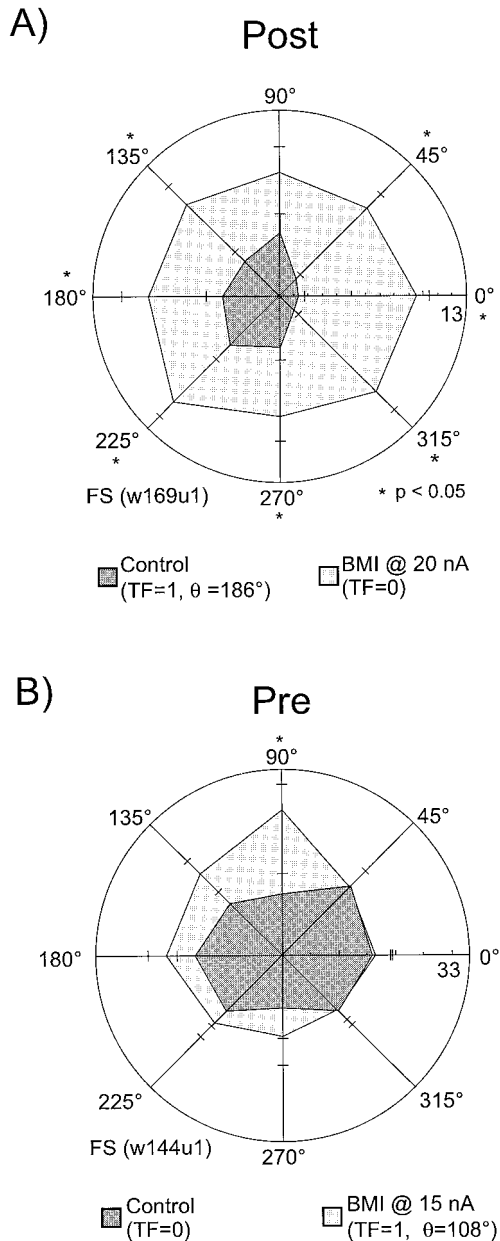 A)
Post
90°
* 135°
* 45°
* 180°
0° *
13
225° *
315° *
FS (w169u1)
270° *
* p < 0.05
Control (TF=1, θ =186°)
BMI @ 20 nA (TF=0)
B)
Pre
*
90°
135°
45°
180°
0°
33
225°
315°
FS (w144u1)
270°
Control (TF=0)
BMI @ 15 nA (TF=1, θ=108°)